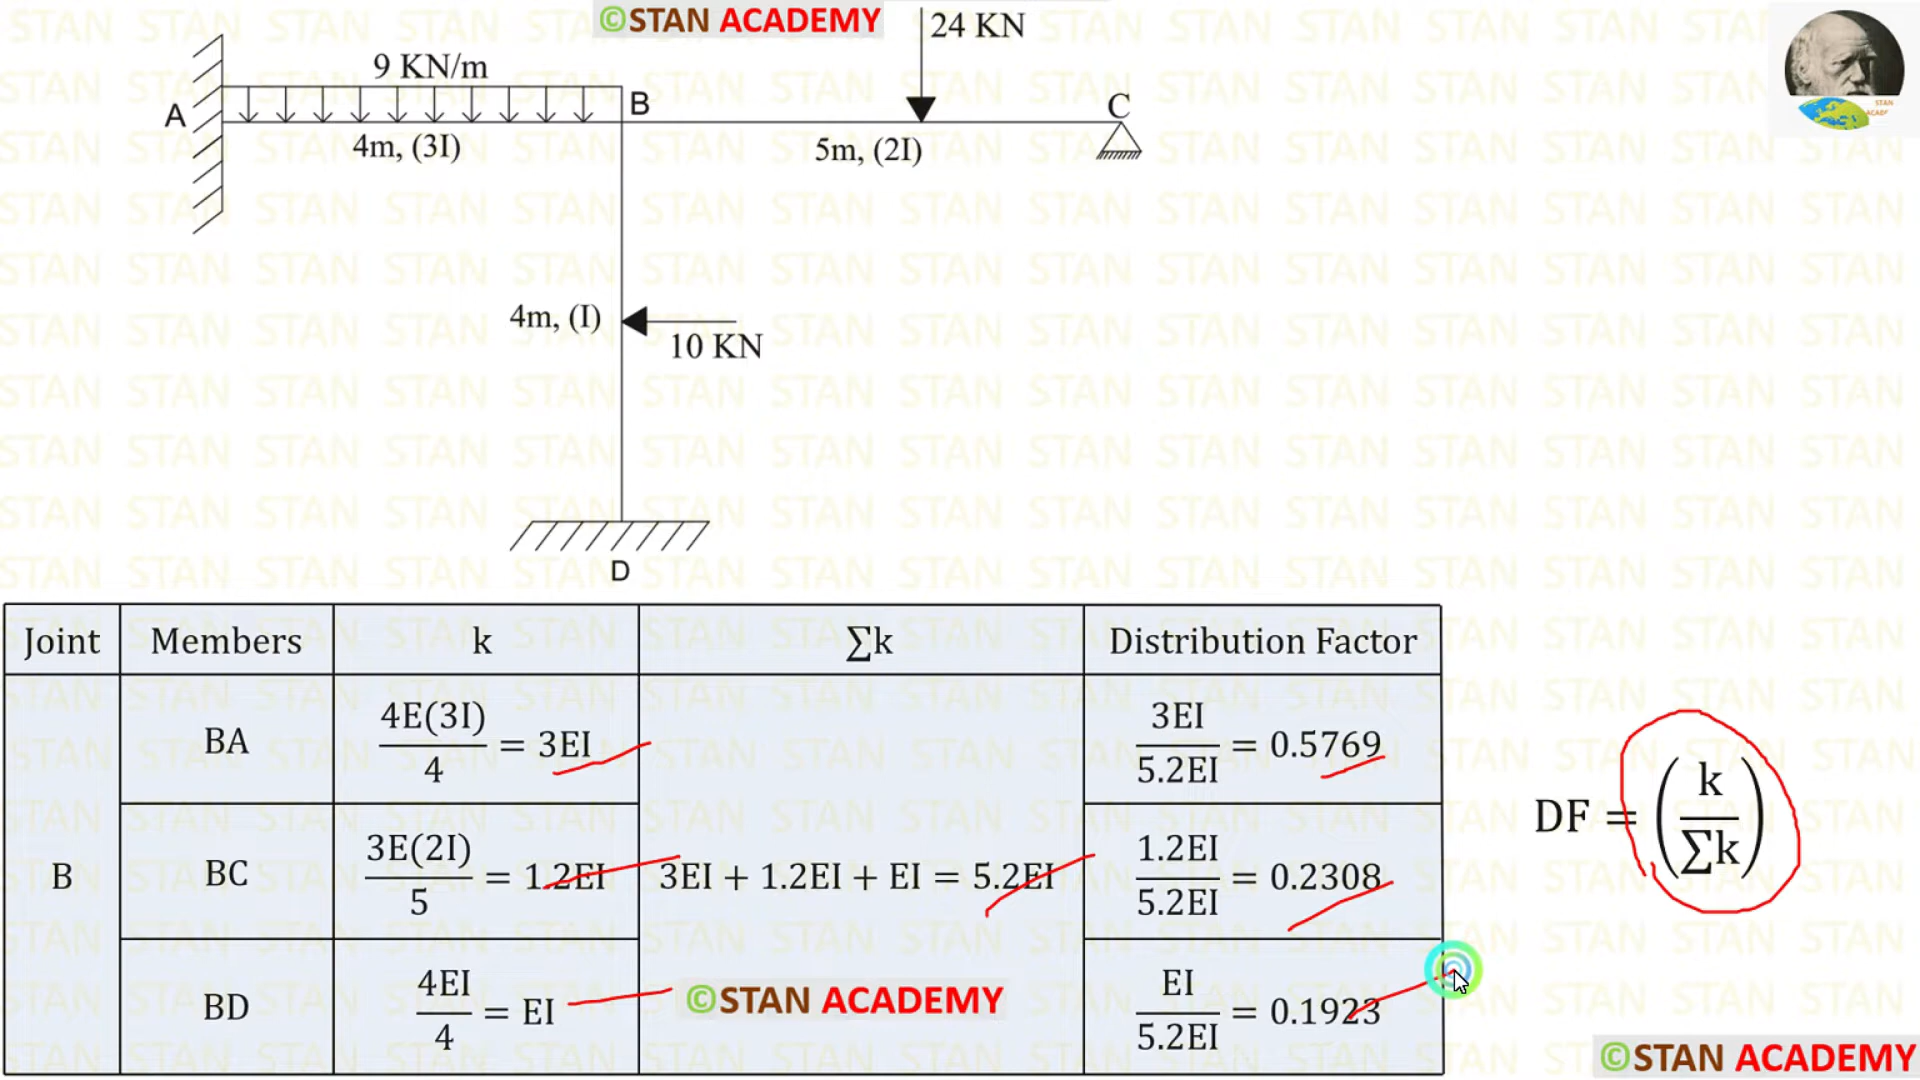 ©STAN ACADEMY
24 KN
9 KN/m
A
B
C
4m, (3I)
5m, (2I)
STAN
ACADF
4m, (I)
10 KN
D
Joint Members k ∑k Distribution Factor
B
BA 4E(3I)/4 = 3EI 3EI/5.2EI = 0.5769
BC 3E(2I)/5 = 1.2EI 3EI + 1.2EI + EI = 5.2EI 1.2EI/5.2EI = 0.2308
BD 4EI/4 = EI EI/5.2EI = 0.1923
DF = (k/∑k)
©STAN ACADEMY
©STAN ACADEMY